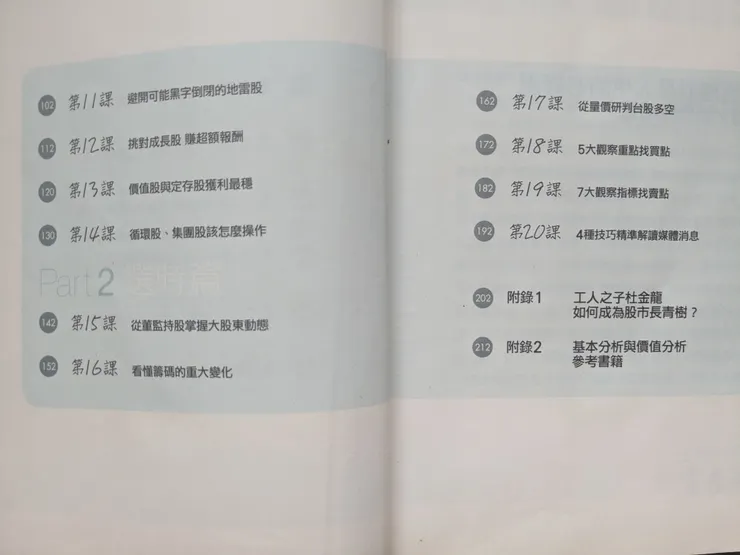 102 第11課 避開可能黑字倒閉的地雷股
112 第12課 挑對成長股 賺超額報酬
120 第13課 價值股與定存股獲利最穩
130 第14課 循環股、集團股該怎麼操作
Part 2
142 第15課 從董監持股掌握大股東動態
152 第16課 看懂籌碼的重大變化
162 第17課 從量價研判台股多空
172 第18課 5大觀察重點找買點
182 第19課 7大觀察指標找賣點
192 第20課 4種技巧精準解讀媒體消息
202 附錄1 工人之子杜金龍
如何成為股市長青樹？
212 附錄2 基本分析與價值分析
參考書籍